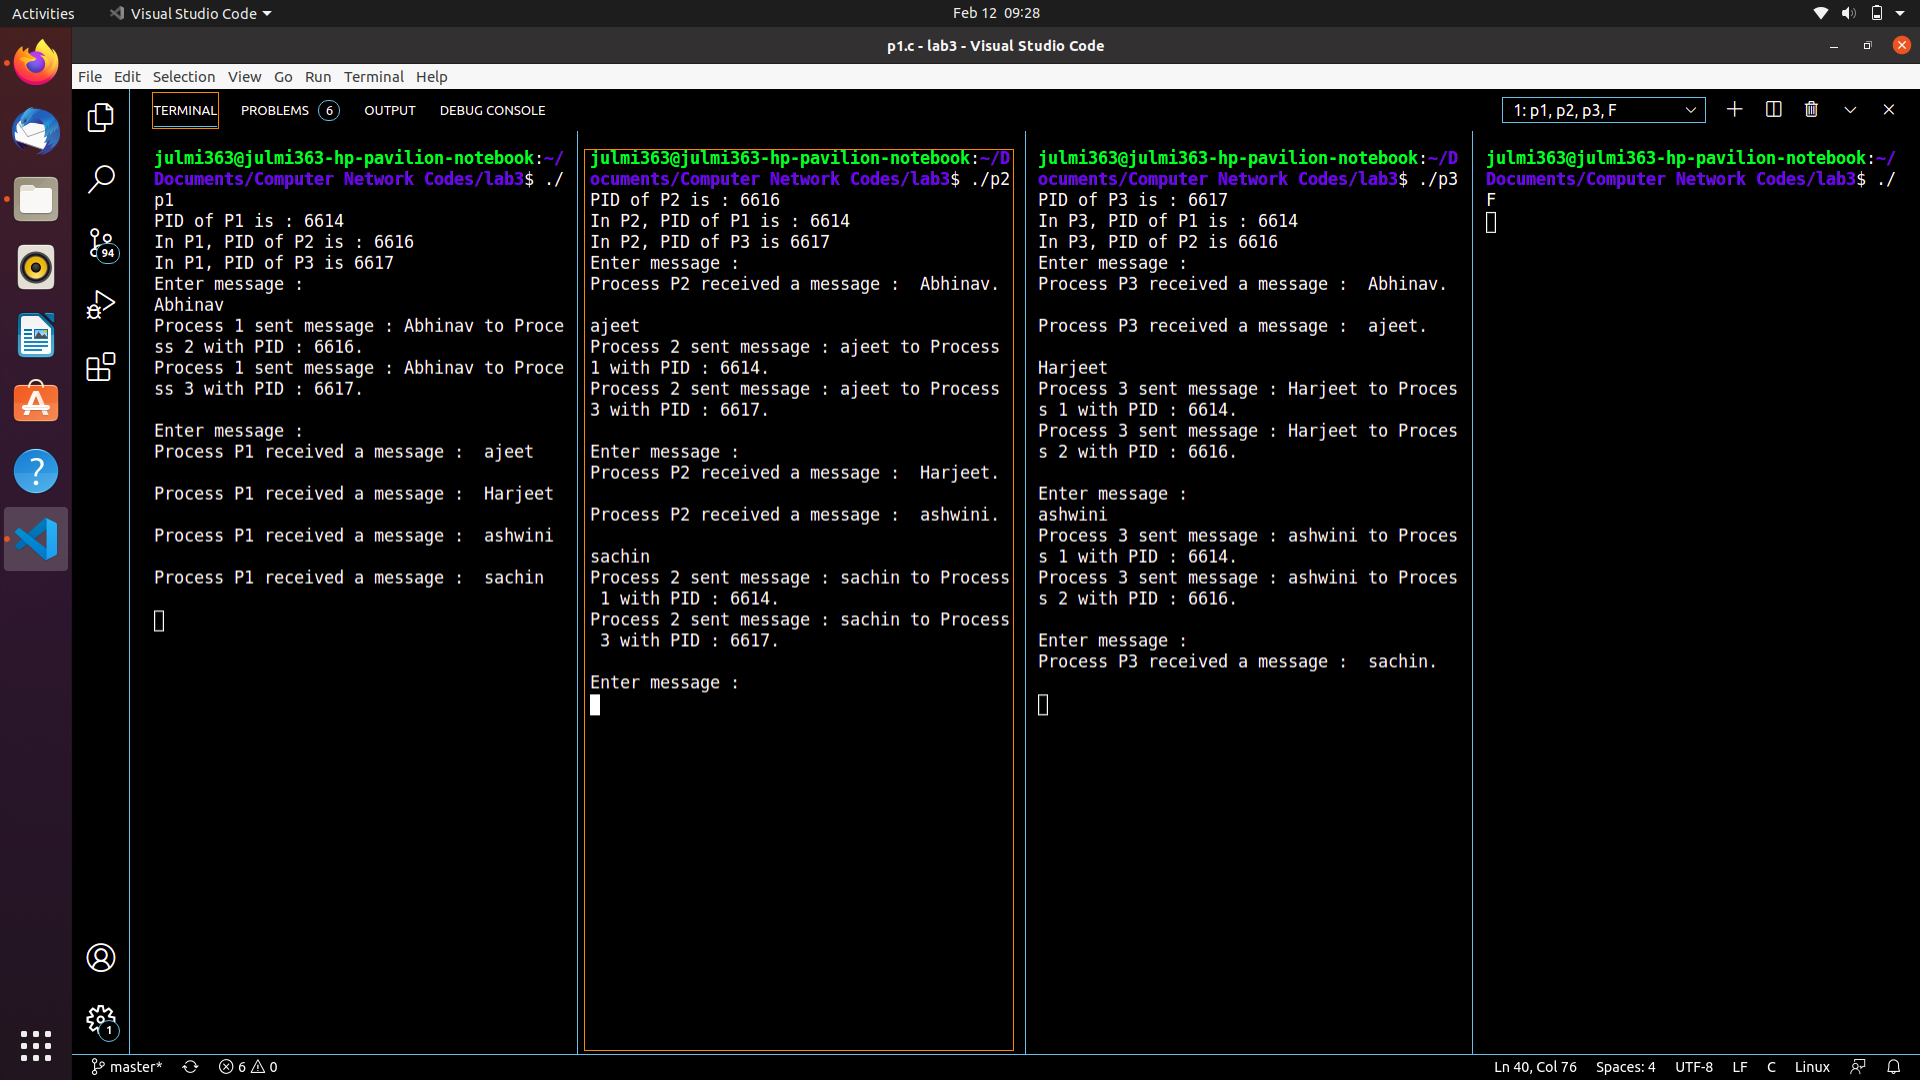 Activities
Visual Studio Code
Feb 12 09:28
p1.c - lab3 - Visual Studio Code
File Edit Selection View Go Run Terminal Help
TERMINAL PROBLEMS 6 OUTPUT DEBUG CONSOLE
1: p1, p2, p3, F
94
1
julmi363@julmi363-hp-pavilion-notebook:~/
Documents/Computer Network Codes/lab3$ ./
p1
PID of P1 is : 6614
In P1, PID of P2 is : 6616
In P1, PID of P3 is 6617
Enter message :
Abhinav
Process 1 sent message : Abhinav to Proce
ss 2 with PID : 6616.
Process 1 sent message : Abhinav to Proce
ss 3 with PID : 6617.
Enter message :
Process P1 received a message :  ajeet
Process P1 received a message :  Harjeet
Process P1 received a message :  ashwini
Process P1 received a message :  sachin
julmi363@julmi363-hp-pavilion-notebook:~/D
ocuments/Computer Network Codes/lab3$ ./p2
PID of P2 is : 6616
In P2, PID of P1 is : 6614
In P2, PID of P3 is 6617
Enter message :
Process P2 received a message :  Abhinav.
ajeet
Process 2 sent message : ajeet to Process
1 with PID : 6614.
Process 2 sent message : ajeet to Process
3 with PID : 6617.
Enter message :
Process P2 received a message :  Harjeet.
Process P2 received a message :  ashwini.
sachin
Process 2 sent message : sachin to Process
 1 with PID : 6614.
Process 2 sent message : sachin to Process
 3 with PID : 6617.
Enter message :
julmi363@julmi363-hp-pavilion-notebook:~/D
ocuments/Computer Network Codes/lab3$ ./p3
PID of P3 is : 6617
In P3, PID of P1 is : 6614
In P3, PID of P2 is 6616
Enter message :
Process P3 received a message :  Abhinav.
Process P3 received a message :  ajeet.
Harjeet
Process 3 sent message : Harjeet to Proces
s 1 with PID : 6614.
Process 3 sent message : Harjeet to Proces
s 2 with PID : 6616.
Enter message :
ashwini
Process 3 sent message : ashwini to Proces
s 1 with PID : 6614.
Process 3 sent message : ashwini to Proces
s 2 with PID : 6616.
Enter message :
Process P3 received a message :  sachin.
julmi363@julmi363-hp-pavilion-notebook:~/
Documents/Computer Network Codes/lab3$ ./
F
master* 6 0
Ln 40, Col 76 Spaces: 4 UTF-8 LF C Linux